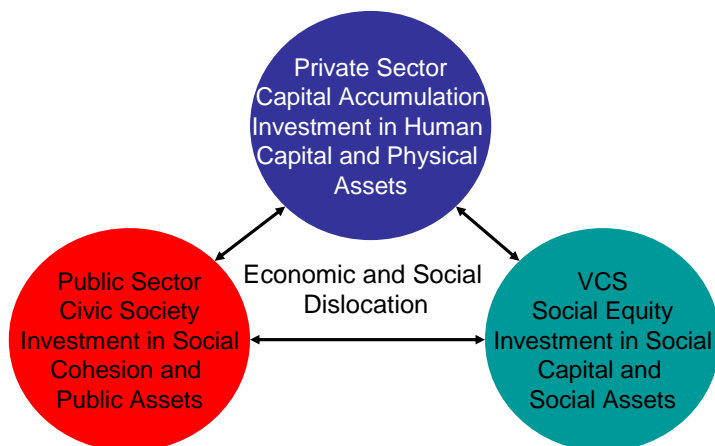 Private Sector
Capital Accumulation
Investment in Human
Capital and Physical
Assets
Economic and Social
Dislocation
Public Sector
Civic Society
Investment in Social
Cohesion and
Public Assets
VCS
Social Equity
Investment in Social
Capital and
Social Assets